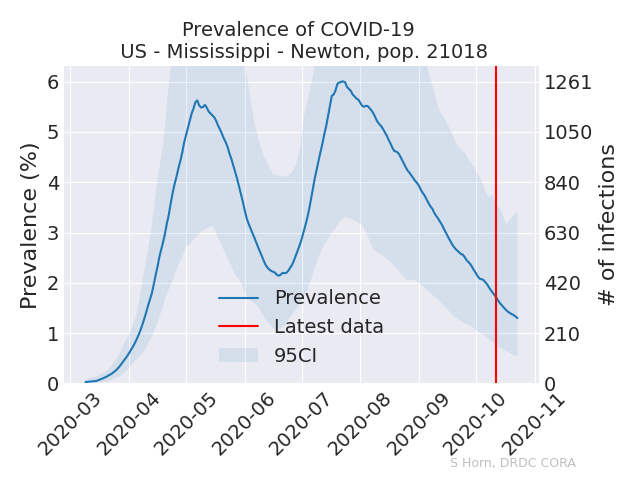 Prevalence of COVID-19
US - Mississippi - Newton, pop. 21018
Prevalence (%)
6
5
4
3
2
1
0
1261
1050
840
630
420
210
0
# of infections
Prevalence
Latest data
95CI
2020-03
2020-04
2020-05
2020-06
2020-07
2020-08
2020-09
2020-10
2020-11
S Horn, DRDC CORA